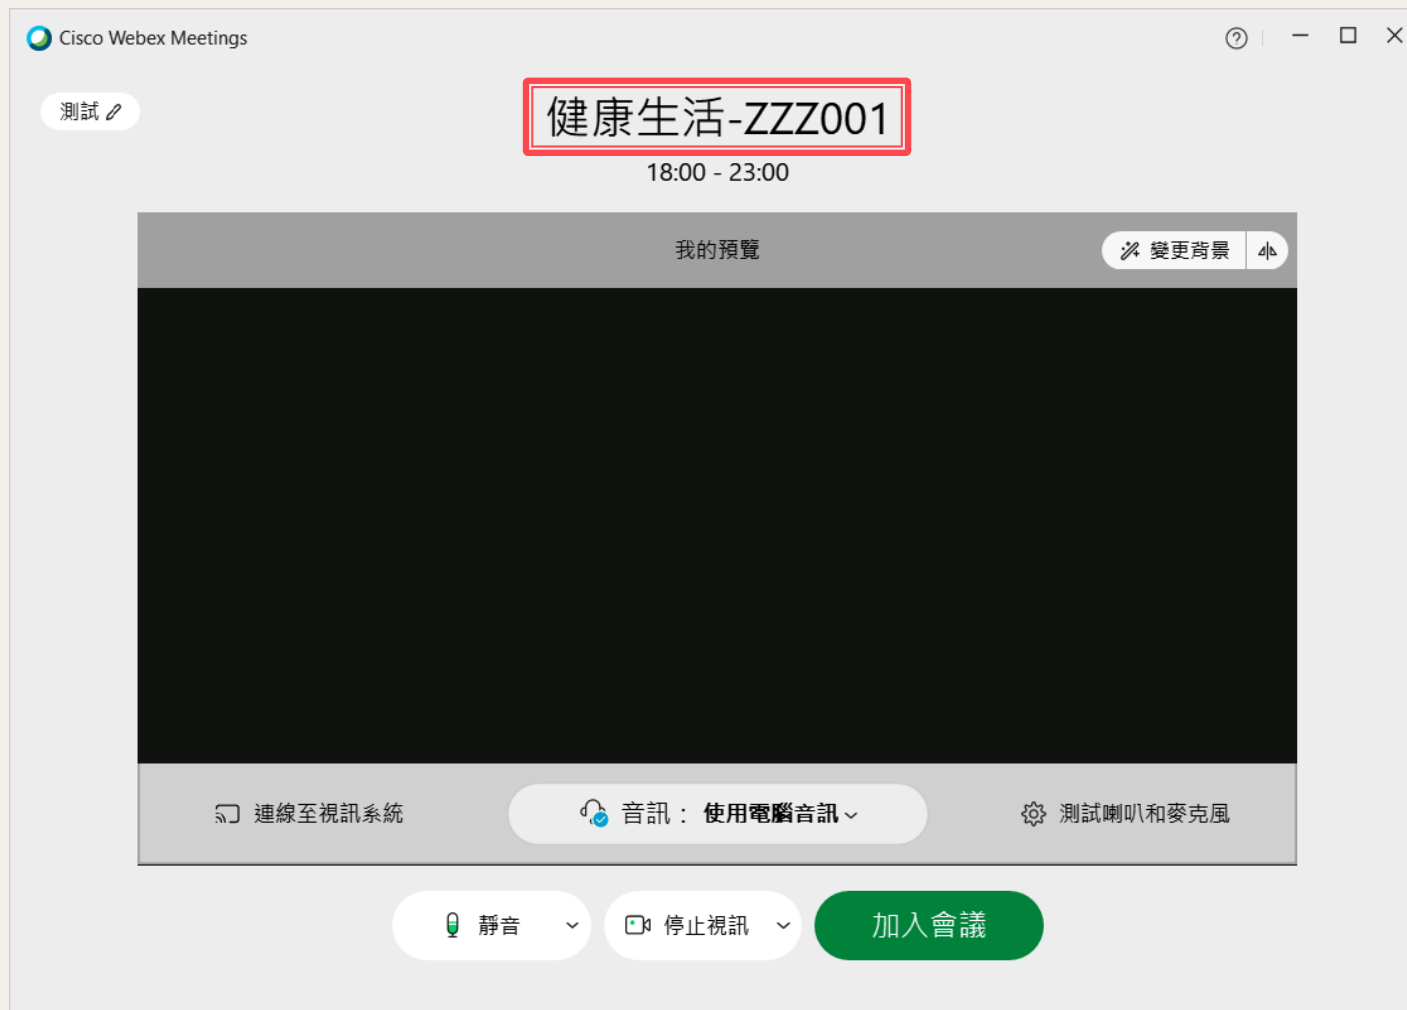 Cisco Webex Meetings
測試
健康生活-ZZZ001
18:00 - 23:00
我的預覽
變更背景
連線至視訊系統
音訊： 使用電腦音訊
測試喇叭和麥克風
靜音
停止視訊
加入會議